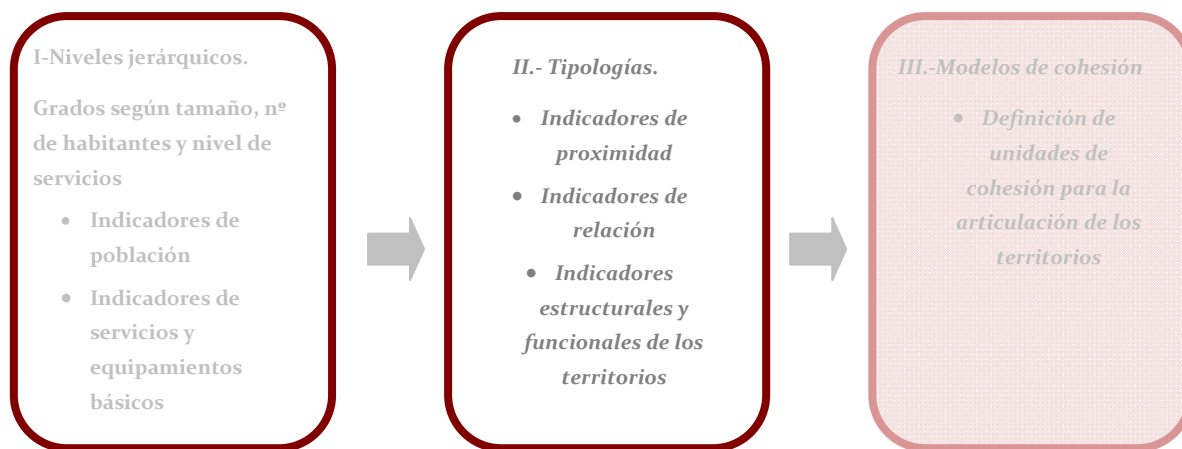 I-Niveles jerárquicos.
Grados según tamaño, nº
de habitantes y nivel de
servicios
• Indicadores de
población
• Indicadores de
servicios y
equipamientos
básicos
II.- Tipologías.
• Indicadores de
proximidad
• Indicadores de
relación
• Indicadores
estructurales y
funcionales de los
territorios
III.-Modelos de cohesión
• Definición de
unidades de
cohesión para la
articulación de los
territorios